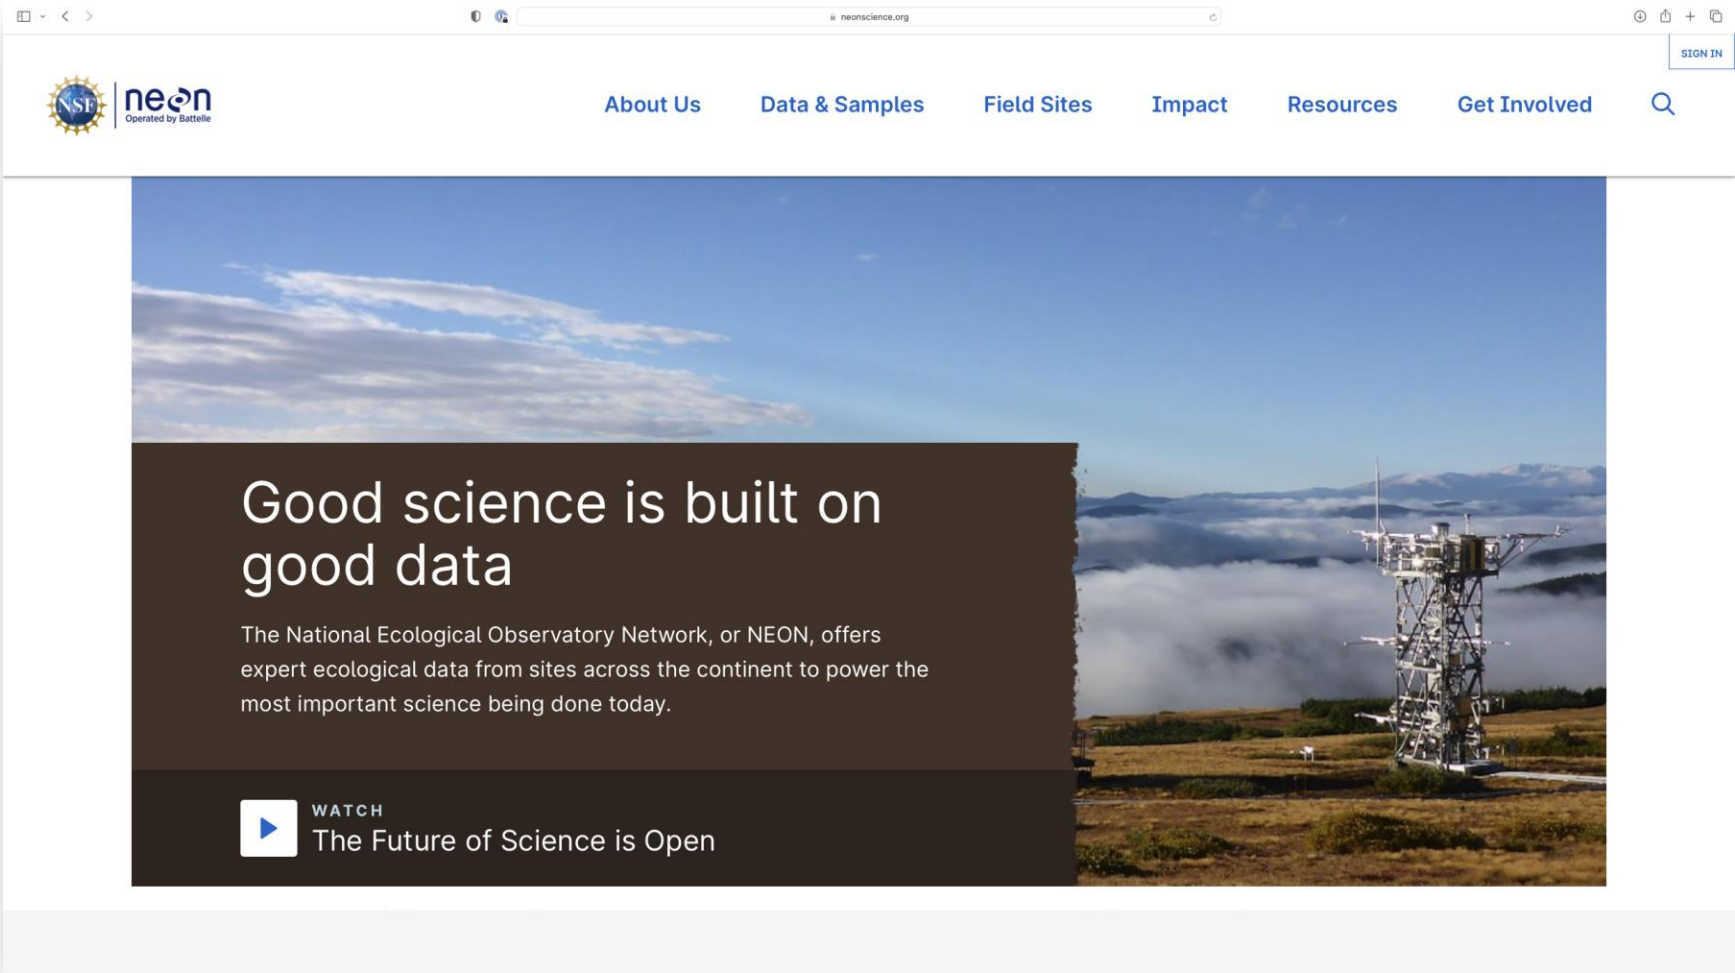 neonscience.org
SIGN IN
NSF
neon
Operated by Battelle
About Us
Data & Samples
Field Sites
Impact
Resources
Get Involved
Good science is built on
good data
The National Ecological Observatory Network, or NEON, offers
expert ecological data from sites across the continent to power the
most important science being done today.
WATCH
The Future of Science is Open